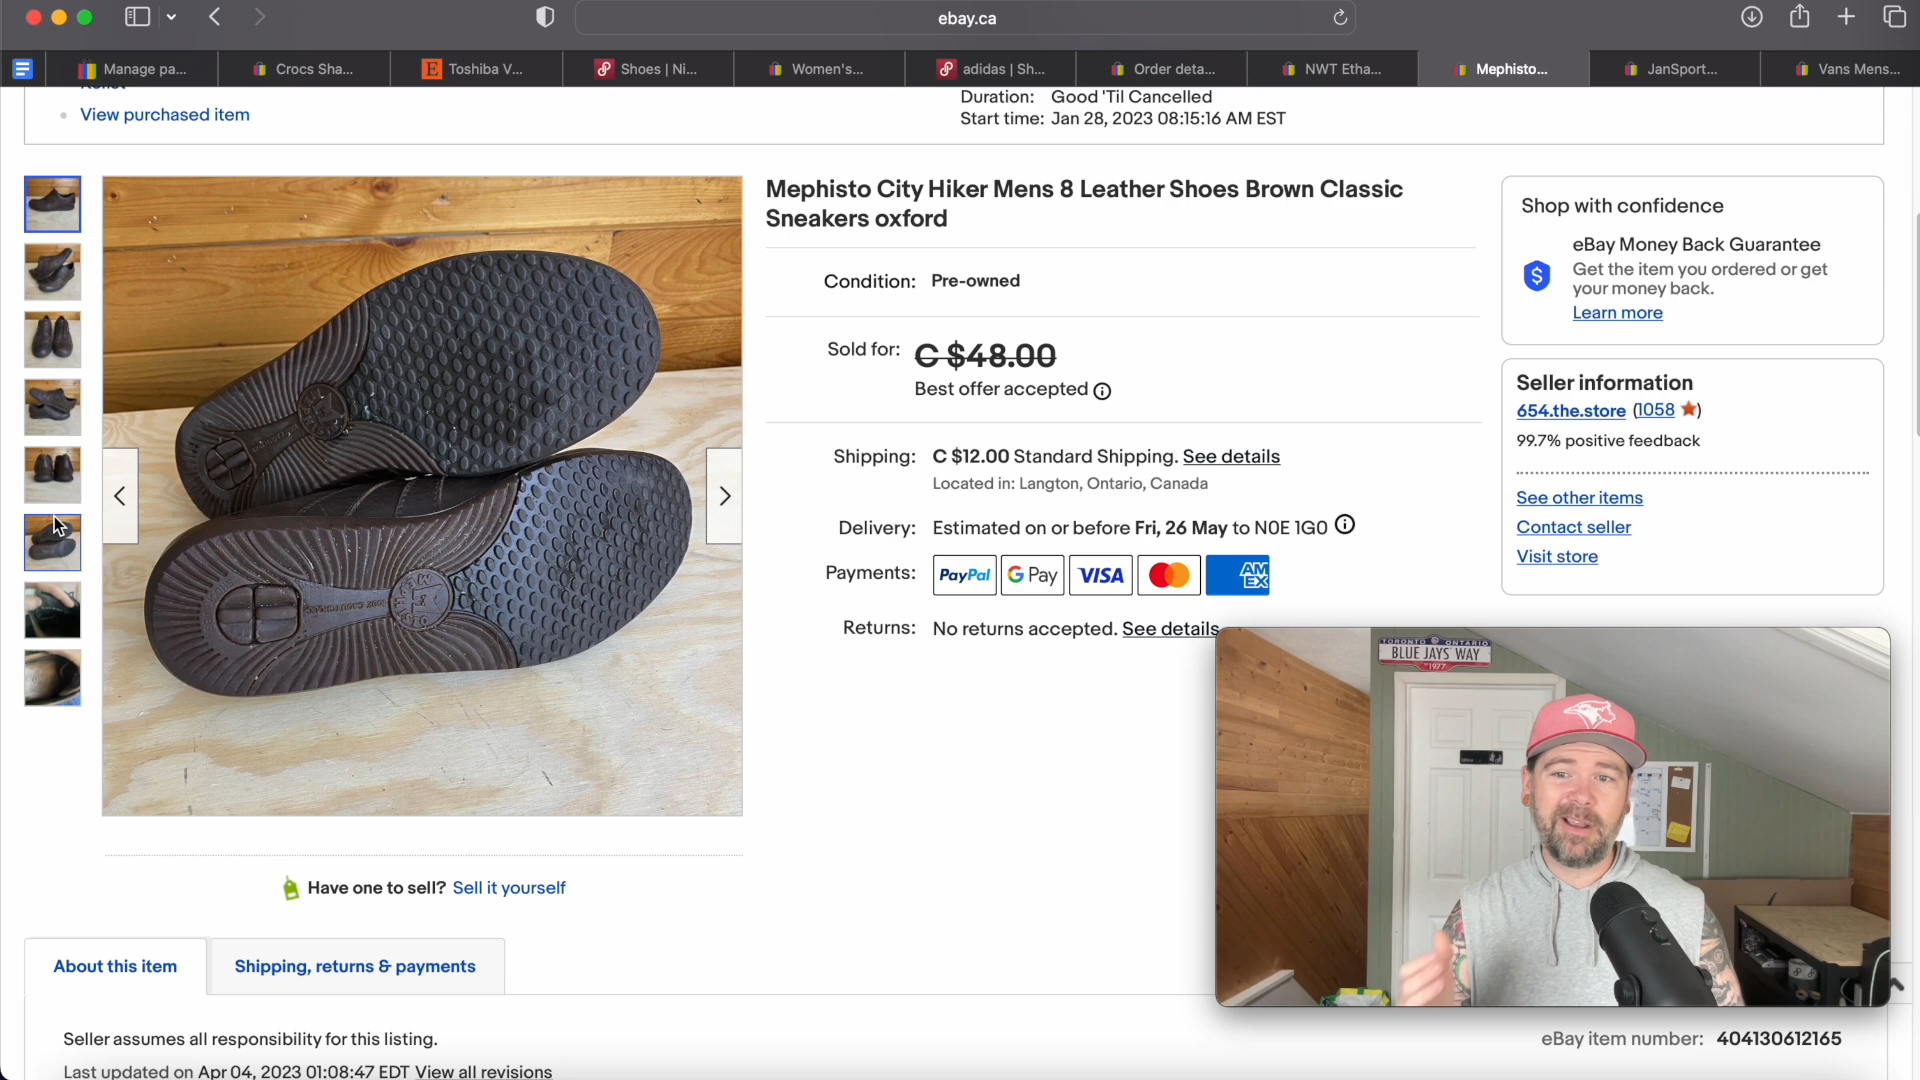 ebay.ca
Manage pa...
Crocs Sha...
Toshiba V...
Shoes | Ni...
Women's...
adidas | Sh...
Order deta...
NWT Etha...
Mephisto...
JanSport...
Vans Mens...
Relist
View purchased item
Duration: Good 'Til Cancelled
Start time: Jan 28, 2023 08:15:16 AM EST
Mephisto City Hiker Mens 8 Leather Shoes Brown Classic
Sneakers oxford
Condition: Pre-owned
Sold for: C $48.00
Best offer accepted
Shipping: C $12.00 Standard Shipping. See details
Located in: Langton, Ontario, Canada
Delivery: Estimated on or before Fri, 26 May to N0E 1G0
Payments: PayPal G Pay VISA AM EX
Returns: No returns accepted. See details
Shop with confidence
eBay Money Back Guarantee
Get the item you ordered or get
your money back.
Learn more
Seller information
654.the.store (1058)
99.7% positive feedback
See other items
Contact seller
Visit store
TORONTO ONTARIO
BLUE JAYS WAY
1977
Have one to sell? Sell it yourself
About this item
Shipping, returns & payments
Seller assumes all responsibility for this listing.
Last updated on Apr 04, 2023 01:08:47 EDT View all revisions
eBay item number: 404130612165